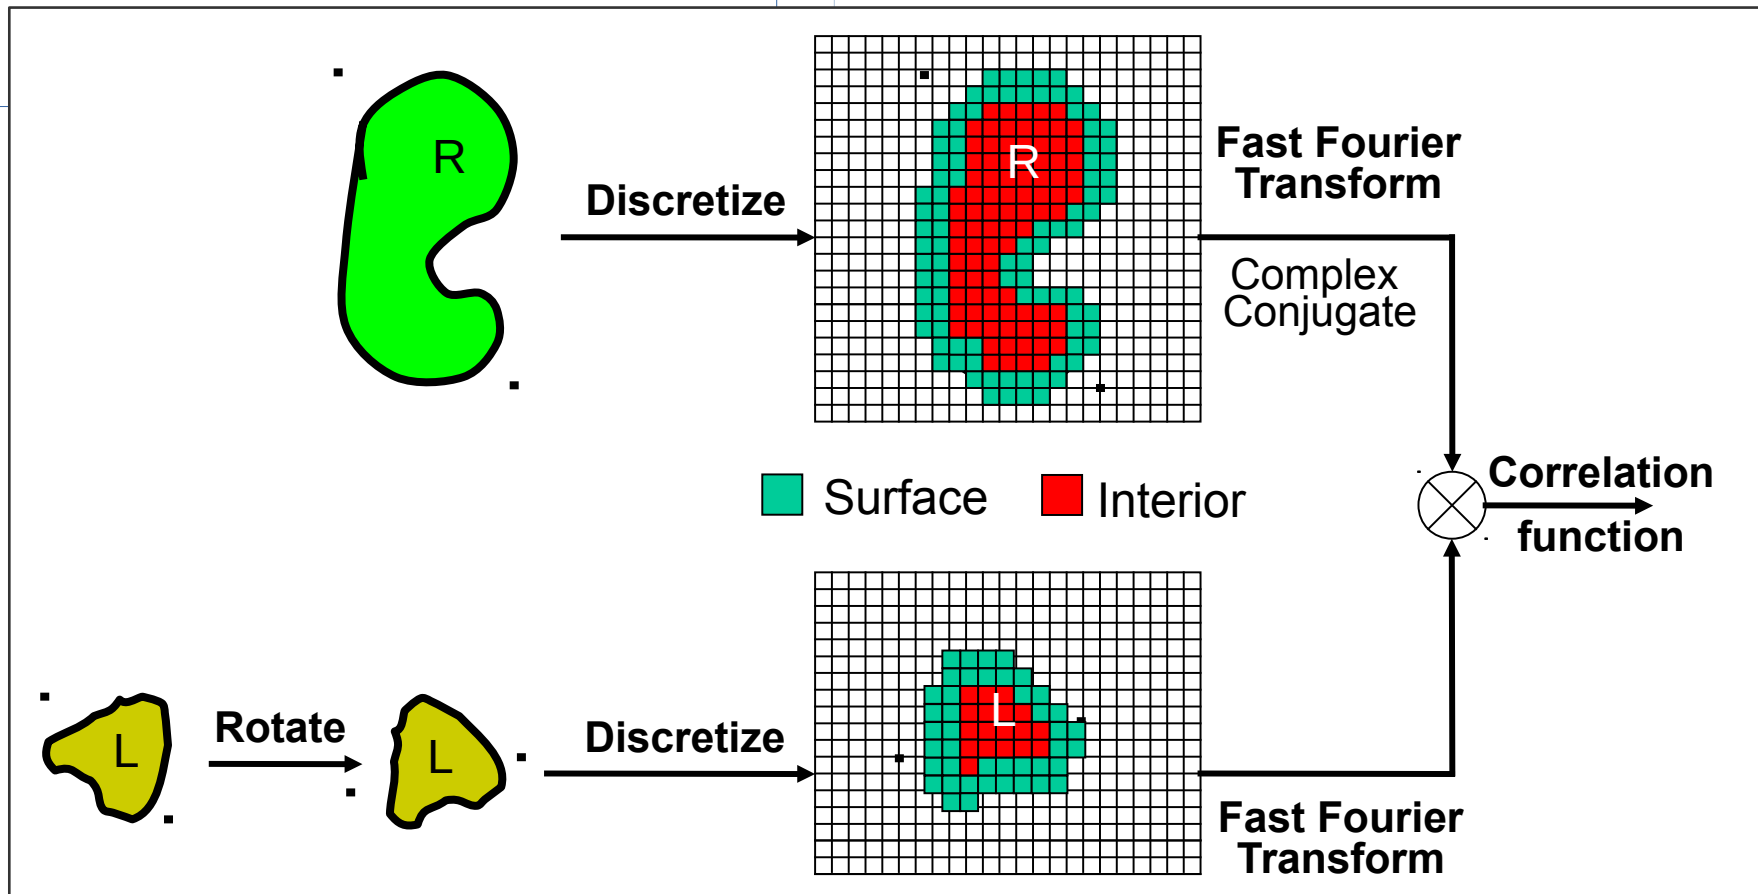 R
Discretize
R
Fast Fourier
Transform
Complex
Conjugate
Surface
Interior
Correlation
function
L
Rotate
L
Discretize
L
Fast Fourier
Transform